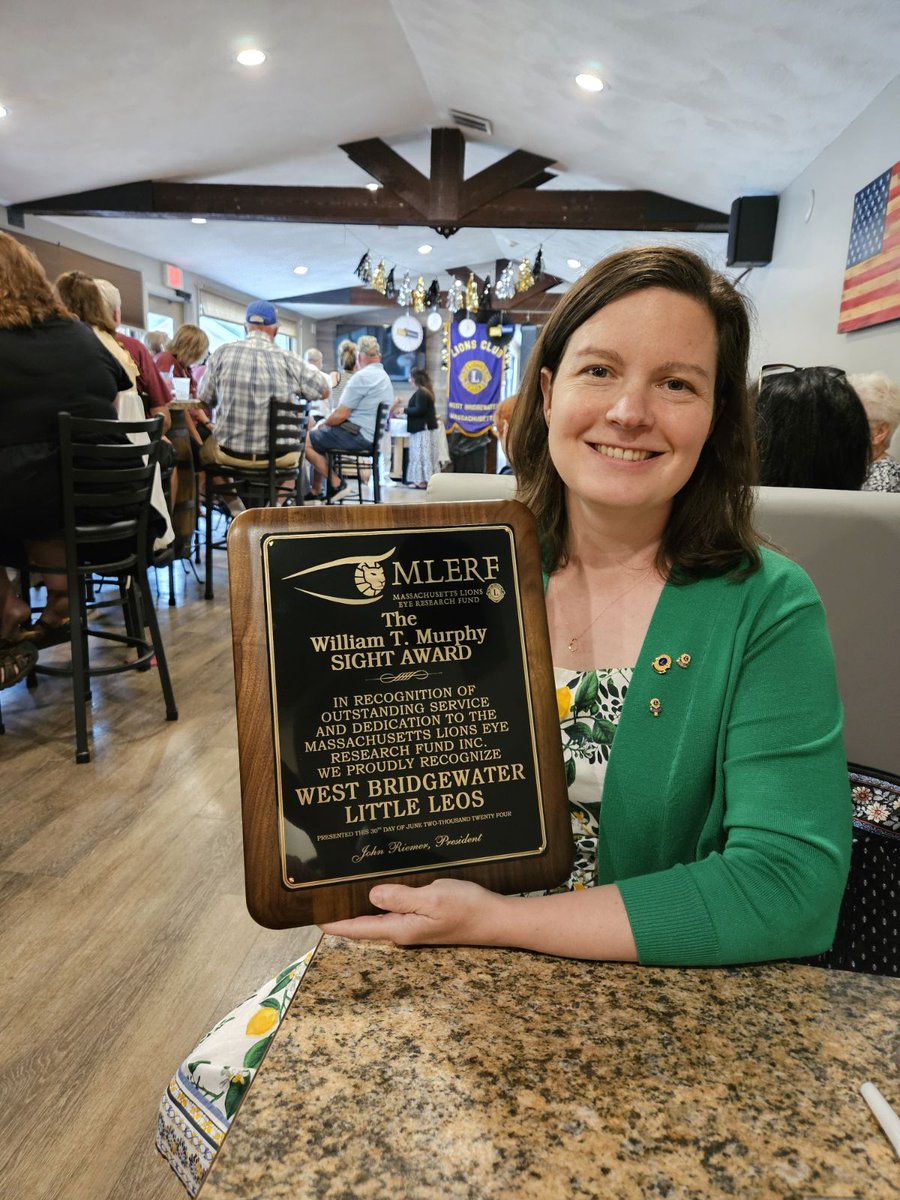 LIONS CLUB
L
WEST BRIDGEWATER
MASSACHUSETTS
MLERF
MASSACHUSETTS LIONS
EYE RESEARCH FUND
The
William T. Murphy
SIGHT AWARD
IN RECOGNITION OF
OUTSTANDING SERVICE
AND DEDICATION TO THE
MASSACHUSETTS LIONS EYE
RESEARCH FUND INC.
WE PROUDLY RECOGNIZE
WEST BRIDGEWATER
LITTLE LEOS
PRESENTED THIS 30TH DAY OF JUNE TWO-THOUSAND TWENTY FOUR
John Riemer, President